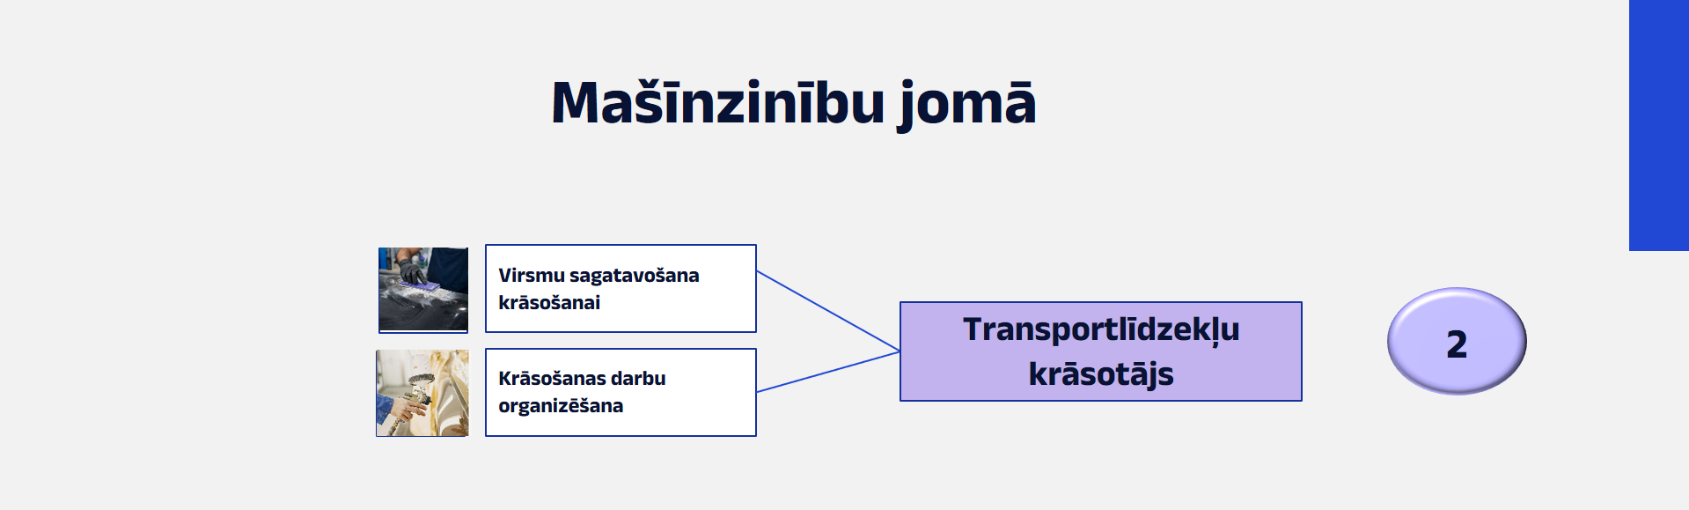 Mašīnzinību jomā
Virsmu sagatavošana
krāsošanai
Krāsošanas darbu
organizēšana
Transportlīdzekļu
krāsotājs
2